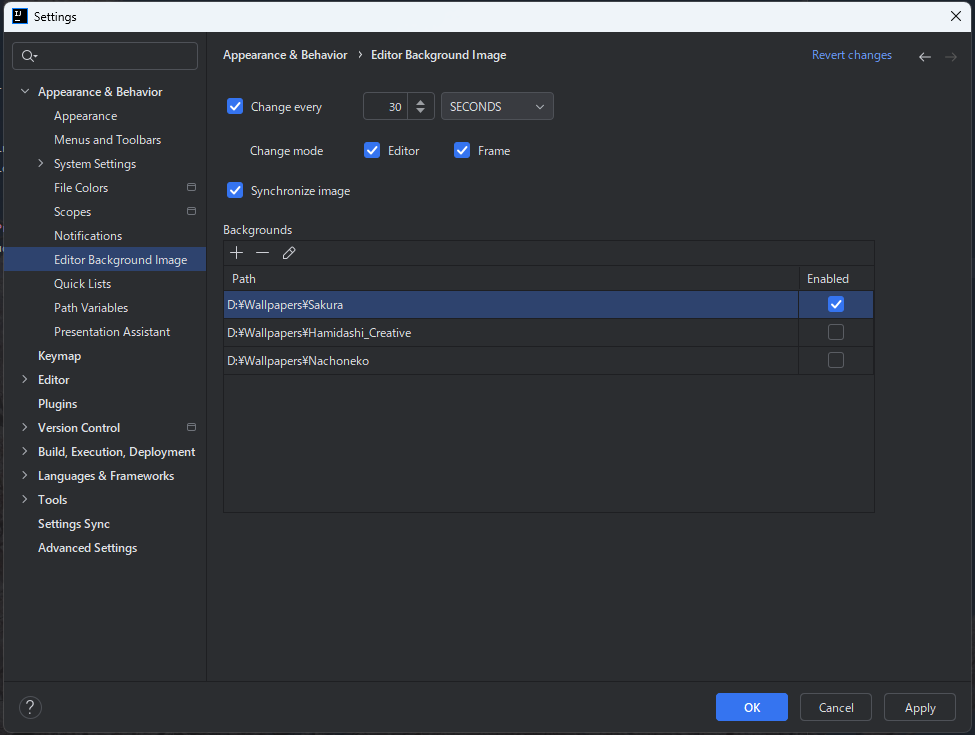 IJ
Settings
Appearance & Behavior
Appearance
Menus and Toolbars
System Settings
File Colors
Scopes
Notifications
Editor Background Image
Quick Lists
Path Variables
Presentation Assistant
Keymap
Editor
Plugins
Version Control
Build, Execution, Deployment
Languages & Frameworks
Tools
Settings Sync
Advanced Settings
?
Appearance & Behavior › Editor Background Image
Revert changes
Change every 30 SECONDS
Change mode Editor Frame
Synchronize image
Backgrounds
Path Enabled
D:¥Wallpapers¥Sakura
D:¥Wallpapers¥Hamidashi_Creative
D:¥Wallpapers¥Nachoneko
OK Cancel Apply